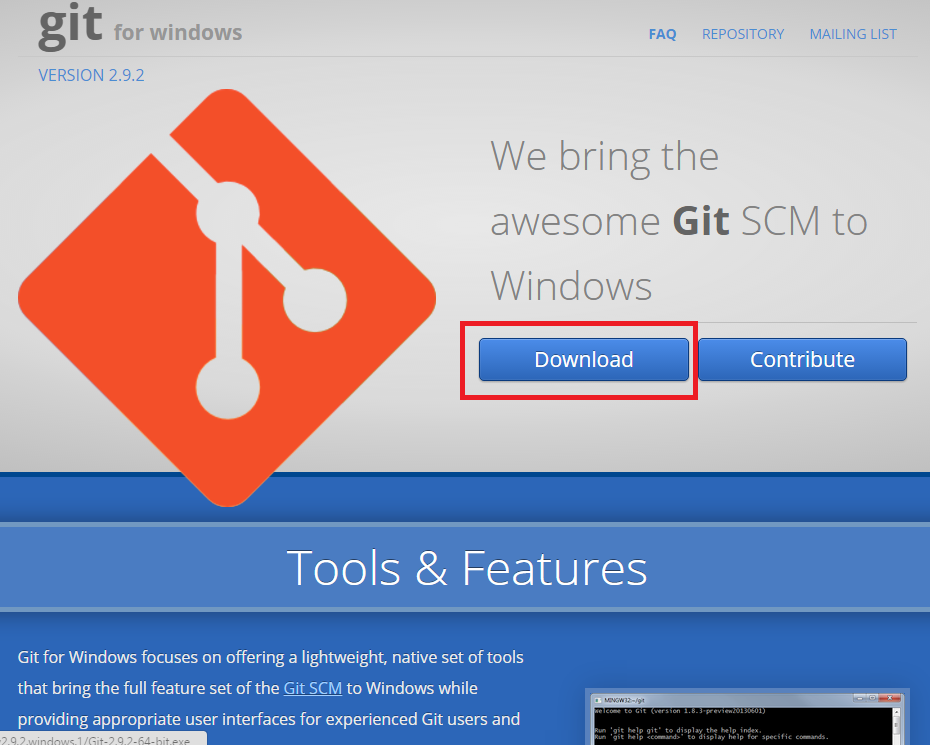 git for windows
FAQ REPOSITORY MAILING LIST
VERSION 2.9.2
We bring the
awesome Git SCM to
Windows
Download Contribute
Tools & Features
Git for Windows focuses on offering a lightweight, native set of tools
that bring the full feature set of the Git SCM to Windows while
providing appropriate user interfaces for experienced Git users and
MINGW32:~/git
Welcome to Git (version 1.8.3-preview20130601)
Run 'git help git' to display the help index.
Run 'git help <command>' to display help for specific commands.
2.9.2.windows.1/Git-2.9.2-64-bit.exe